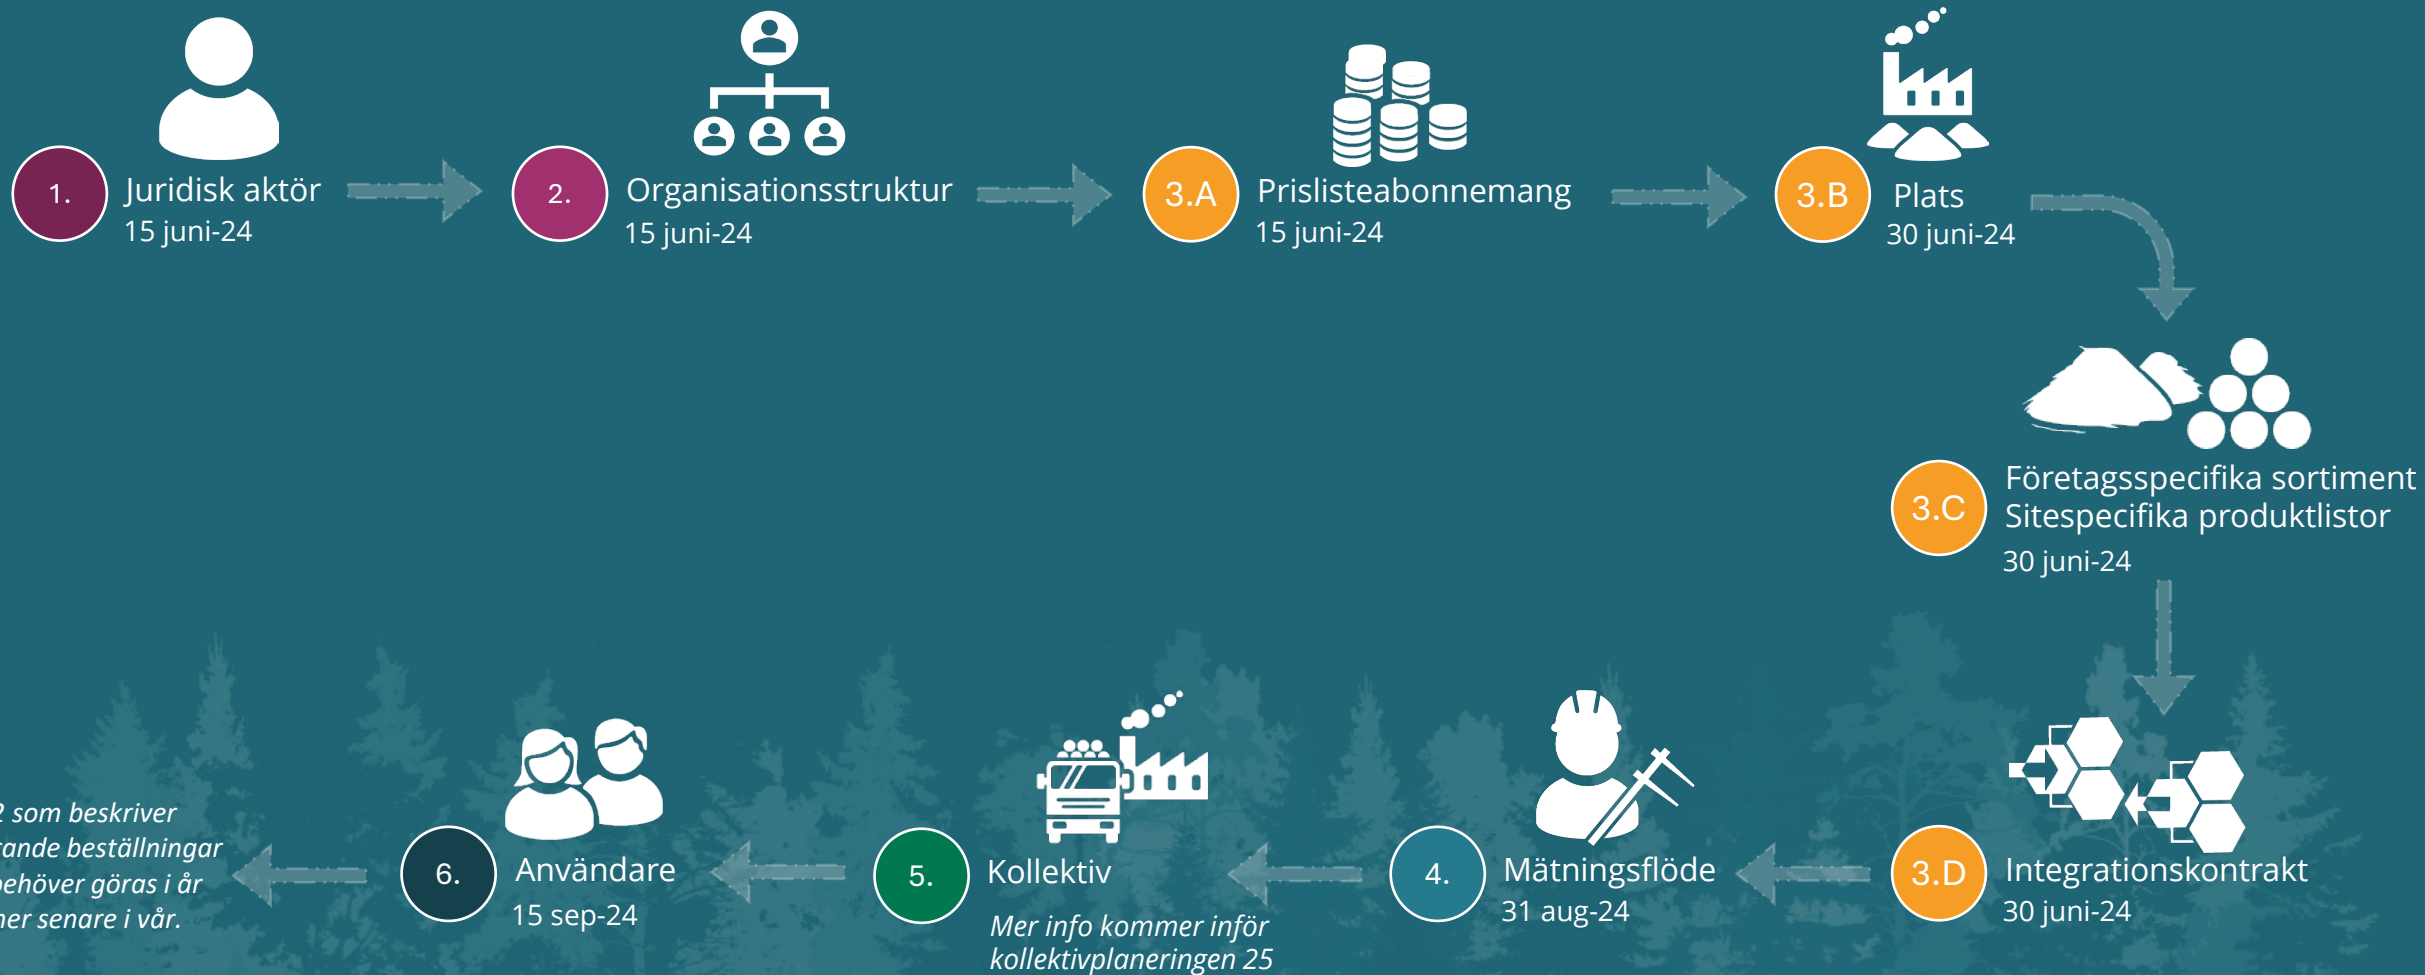 1.
Juridisk aktör
15 juni-24
2.
Organisationsstruktur
15 juni-24
3.A
Prislisteabonnemang
15 juni-24
3.B
Plats
30 juni-24
3.C
Företagsspecifika sortiment
Sitespecifika produktlistor
30 juni-24
3.D
Integrationskontrakt
30 juni-24
4.
Mätningsflöde
31 aug-24
5.
Kollektiv
Mer info kommer inför
kollektivplaneringen 25
6.
Användare
15 sep-24
2 som beskriver
beställningar
behöver göras i år
senare i vår.